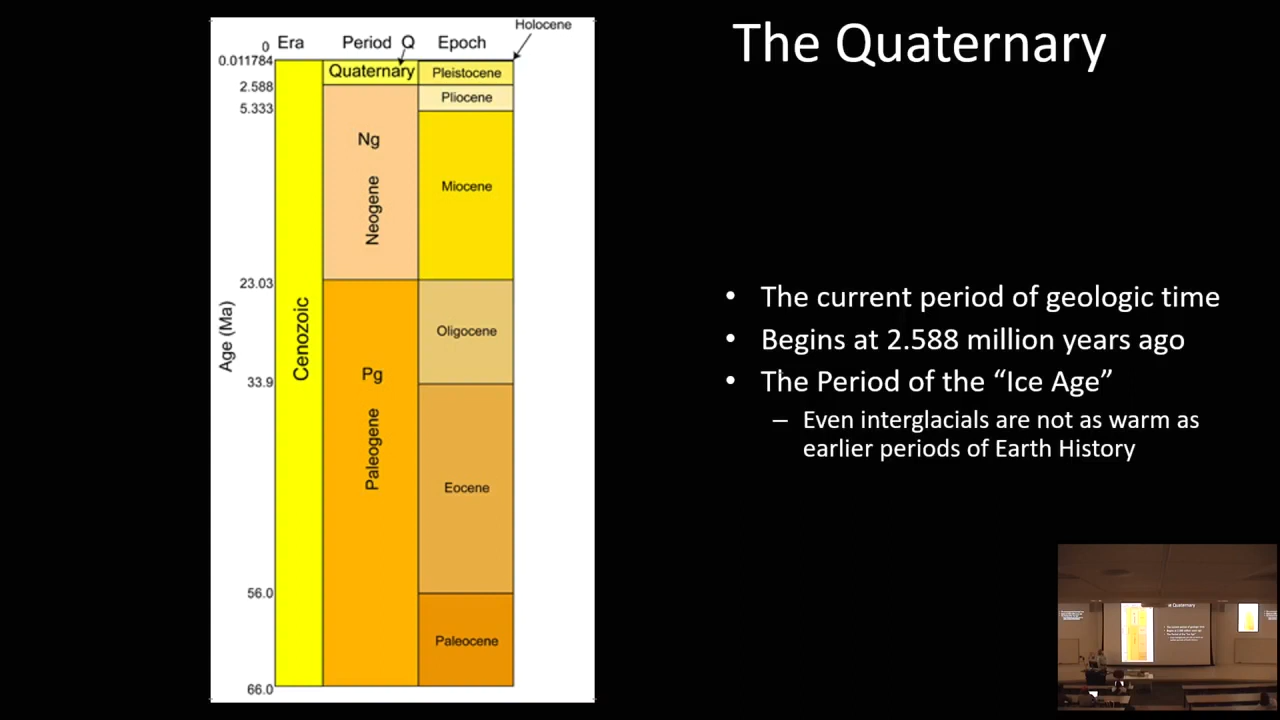 The Quaternary
Holocene
Era Period Q Epoch
0
0.011784
2.588
5.333
23.03
33.9
56.0
66.0
Age (Ma)
Cenozoic
Quaternary
Ng
Neogene
Pg
Paleogene
Pleistocene
Pliocene
Miocene
Oligocene
Eocene
Paleocene
• The current period of geologic time
• Begins at 2.588 million years ago
• The Period of the “Ice Age”
– Even interglacials are not as warm as
earlier periods of Earth History
Quaternary